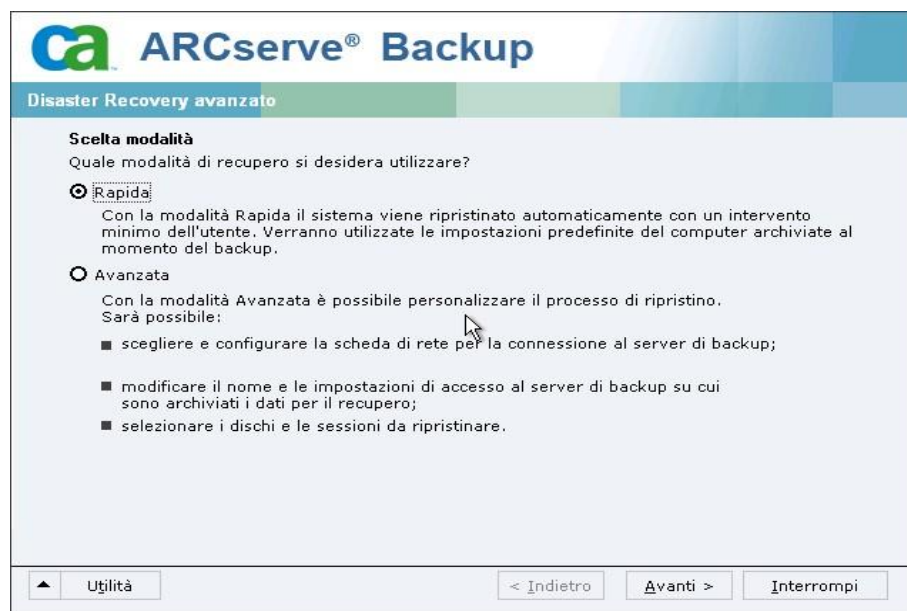 ca ARCserve® Backup
Disaster Recovery avanzato
Scelta modalità
Quale modalità di recupero si desidera utilizzare?
Rapida
Con la modalità Rapida il sistema viene ripristinato automaticamente con un intervento
minimo dell'utente. Verranno utilizzate le impostazioni predefinite del computer archiviate al
momento del backup.
Avanzata
Con la modalità Avanzata è possibile personalizzare il processo di ripristino.
Sarà possibile:
scegliere e configurare la scheda di rete per la connessione al server di backup;
modificare il nome e le impostazioni di accesso al server di backup su cui
sono archiviati i dati per il recupero;
selezionare i dischi e le sessioni da ripristinare.
Utilità < Indietro Avanti > Interrompi